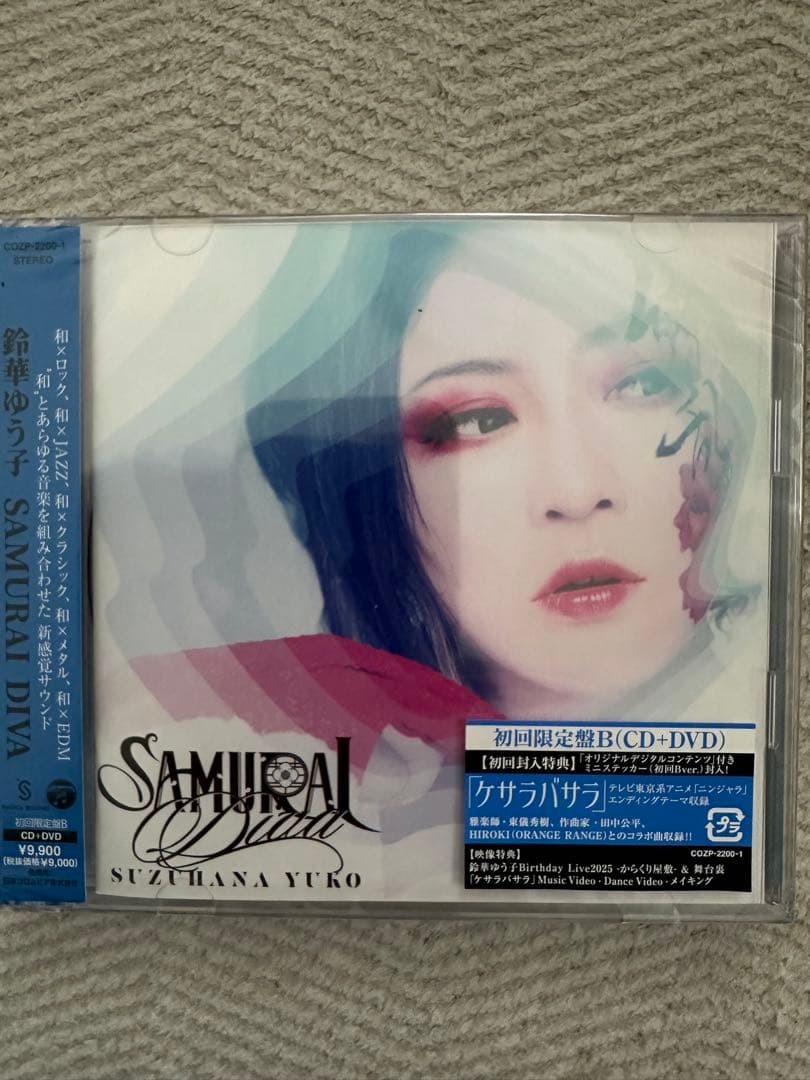 COZP-2200-1
STEREO
和×ロック、和×JAZZ、和×クラシック、和×メタル、和×EDM
“和”とあらゆる音楽を組み合わせた 新感覚サウンド
鈴華ゆう子 SAMURAI DIVA
初回限定盤B
CD+DVD
¥9,900
(税抜価格¥9,000)
日本コロムビア株式会社
SAMURAI
Diva
SUZUHANA YUKO
初回限定盤B(CD+DVD)
【初回封入特典】「オリジナルデジタルコンテンツ」付き
ミニステッカー(初回Bver.)封入!
「ケサラバサラ」テレビ東京系アニメ「ニンジャラ」
エンディングテーマ収録
雅楽師・東儀秀樹、作曲家・田中公平、
HIROKI(ORANGE RANGE)とのコラボ曲収録!!
プラ
COZP-2200-1
【映像特典】
鈴華ゆう子Birthday Live2025 -からくり屋敷- & 舞台裏
「ケサラバサラ」Music Video・Dance Video・メイキング